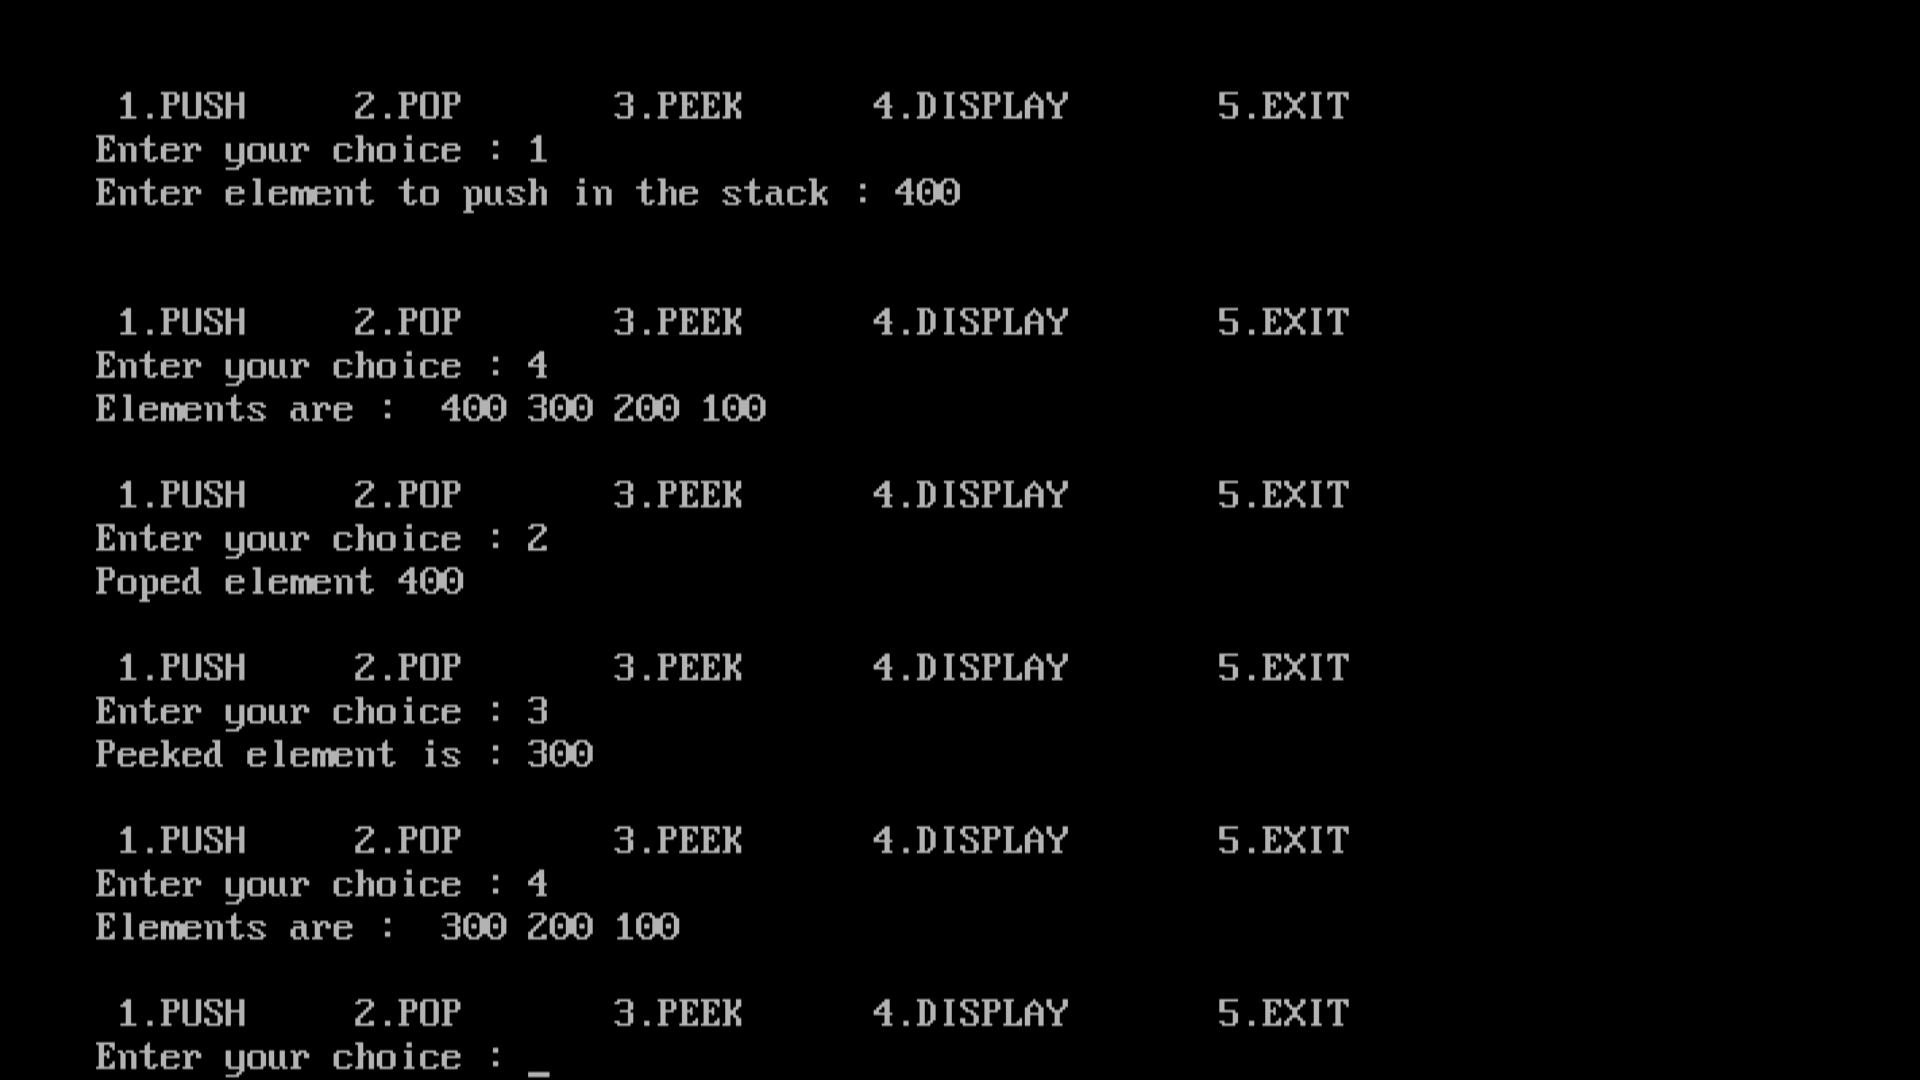 1.PUSH 2.POP 3.PEEK 4.DISPLAY 5.EXIT
Enter your choice : 1
Enter element to push in the stack : 400
1.PUSH 2.POP 3.PEEK 4.DISPLAY 5.EXIT
Enter your choice : 4
Elements are : 400 300 200 100
1.PUSH 2.POP 3.PEEK 4.DISPLAY 5.EXIT
Enter your choice : 2
Poped element 400
1.PUSH 2.POP 3.PEEK 4.DISPLAY 5.EXIT
Enter your choice : 3
Peeked element is : 300
1.PUSH 2.POP 3.PEEK 4.DISPLAY 5.EXIT
Enter your choice : 4
Elements are : 300 200 100
1.PUSH 2.POP 3.PEEK 4.DISPLAY 5.EXIT
Enter your choice : _